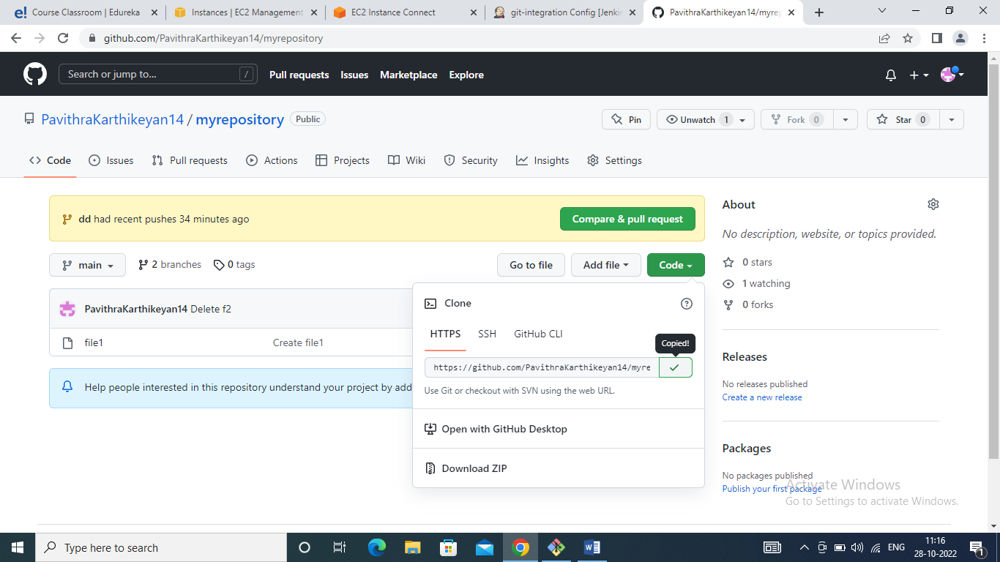 e! Course Classroom | Edureka
Instances | EC2 Management
EC2 Instance Connect
git-integration Config [Jenkin
PavithraKarthikeyan14/myrep
github.com/PavithraKarthikeyan14/myrepository
Search or jump to...
/
Pull requests
Issues
Marketplace
Explore
PavithraKarthikeyan14 / myrepository
Public
Pin
Unwatch 1
Fork 0
Star 0
Code
Issues
Pull requests
Actions
Projects
Wiki
Security
Insights
Settings
dd had recent pushes 34 minutes ago
Compare & pull request
main
2 branches
0 tags
Go to file
Add file
Code
PavithraKarthikeyan14 Delete f2
file1
Create file1
Help people interested in this repository understand your project by add
Clone
HTTPS
SSH
GitHub CLI
Copied!
https://github.com/PavithraKarthikeyan14/myre
Use Git or checkout with SVN using the web URL.
Open with GitHub Desktop
Download ZIP
About
No description, website, or topics provided.
0 stars
1 watching
0 forks
Releases
No releases published
Create a new release
Packages
No packages published
Publish your first package
Activate Windows
Go to Settings to activate Windows.
Type here to search
ENG
11:16
28-10-2022
1